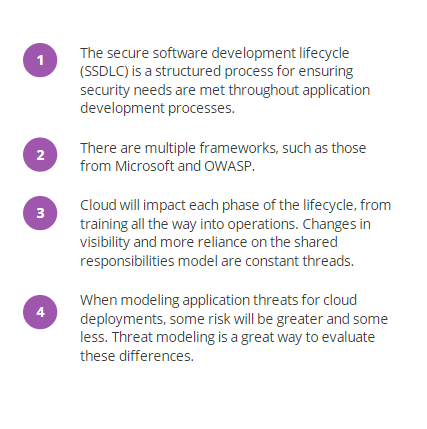 1
The secure software development lifecycle
(SSDLC) is a structured process for ensuring
security needs are met throughout application
development processes.
2
There are multiple frameworks, such as those
from Microsoft and OWASP.
3
Cloud will impact each phase of the lifecycle, from
training all the way into operations. Changes in
visibility and more reliance on the shared
responsibilities model are constant threads.
4
When modeling application threats for cloud
deployments, some risk will be greater and some
less. Threat modeling is a great way to evaluate
these differences.